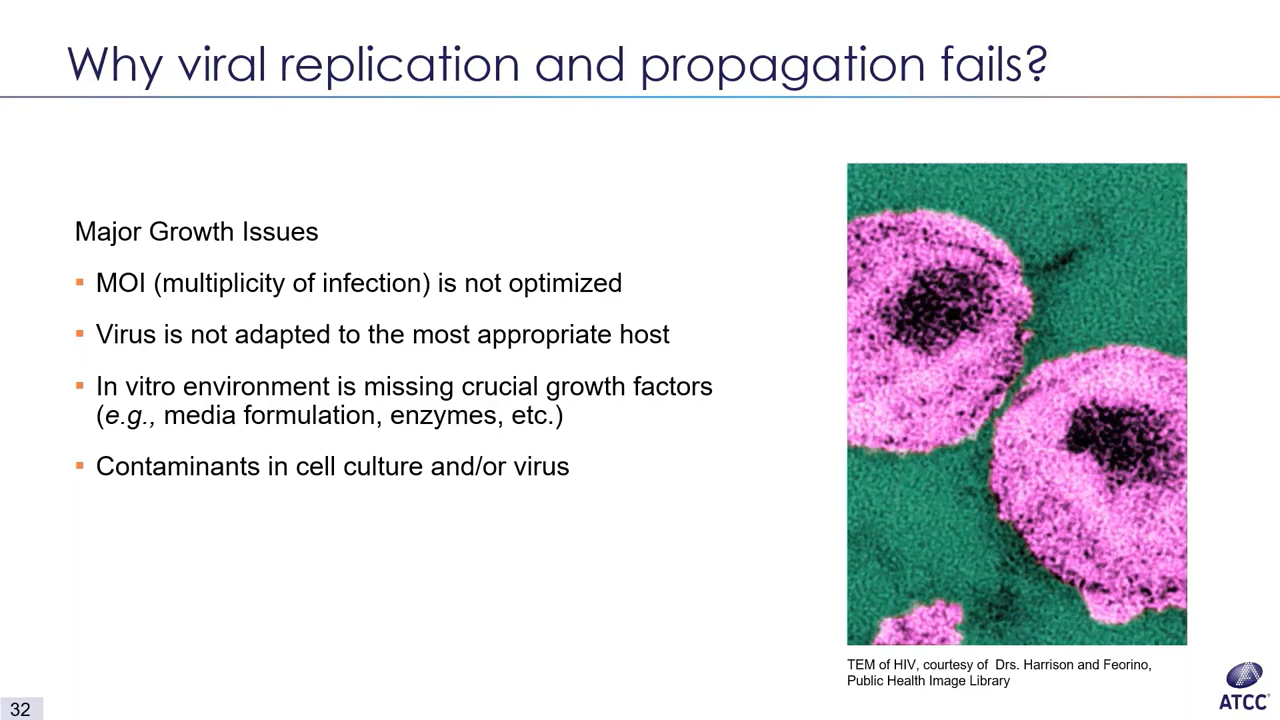 Why viral replication and propagation fails?
Major Growth Issues
▪ MOI (multiplicity of infection) is not optimized
▪ Virus is not adapted to the most appropriate host
▪ In vitro environment is missing crucial growth factors
(e.g., media formulation, enzymes, etc.)
▪ Contaminants in cell culture and/or virus
TEM of HIV, courtesy of Drs. Harrison and Feorino,
Public Health Image Library
32
ATCC®